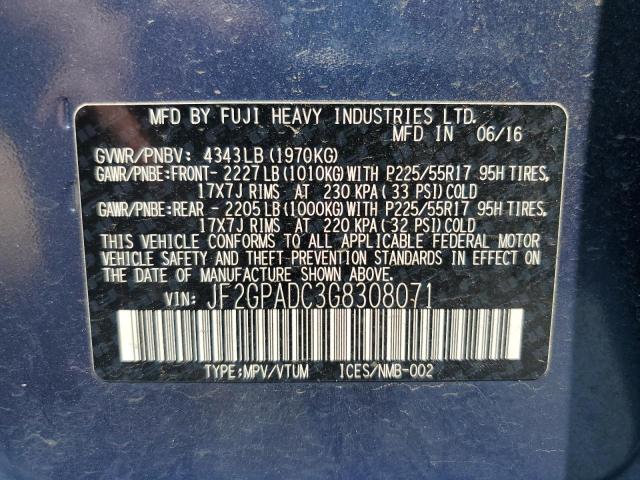 MFD BY FUJI HEAVY INDUSTRIES LTD.
MFD IN 06/16
GVWR/PNBV: 4343LB(1970KG)
GAWR/PNBE:FRONT- 2227LB(1010KG)WITH P225/55R17 95H TIRES,
17X7J RIMS AT 230 KPA (33 PSI)COLD
GAWR/PNBE:REAR - 2205LB(1000KG)WITH P225/55R17 95H TIRES,
17X7J RIMS AT 220 KPA (32 PSI)COLD
THIS VEHICLE CONFORMS TO ALL APPLICABLE FEDERAL MOTOR
VEHICLE SAFETY AND THEFT PREVENTION STANDARDS IN EFFECT
ON THE DATE OF MANUFACTURE SHOWN ABOVE.
VIN: JF2GPADC3G8308071
TYPE:MPV/VTUM ICES/NMB-002